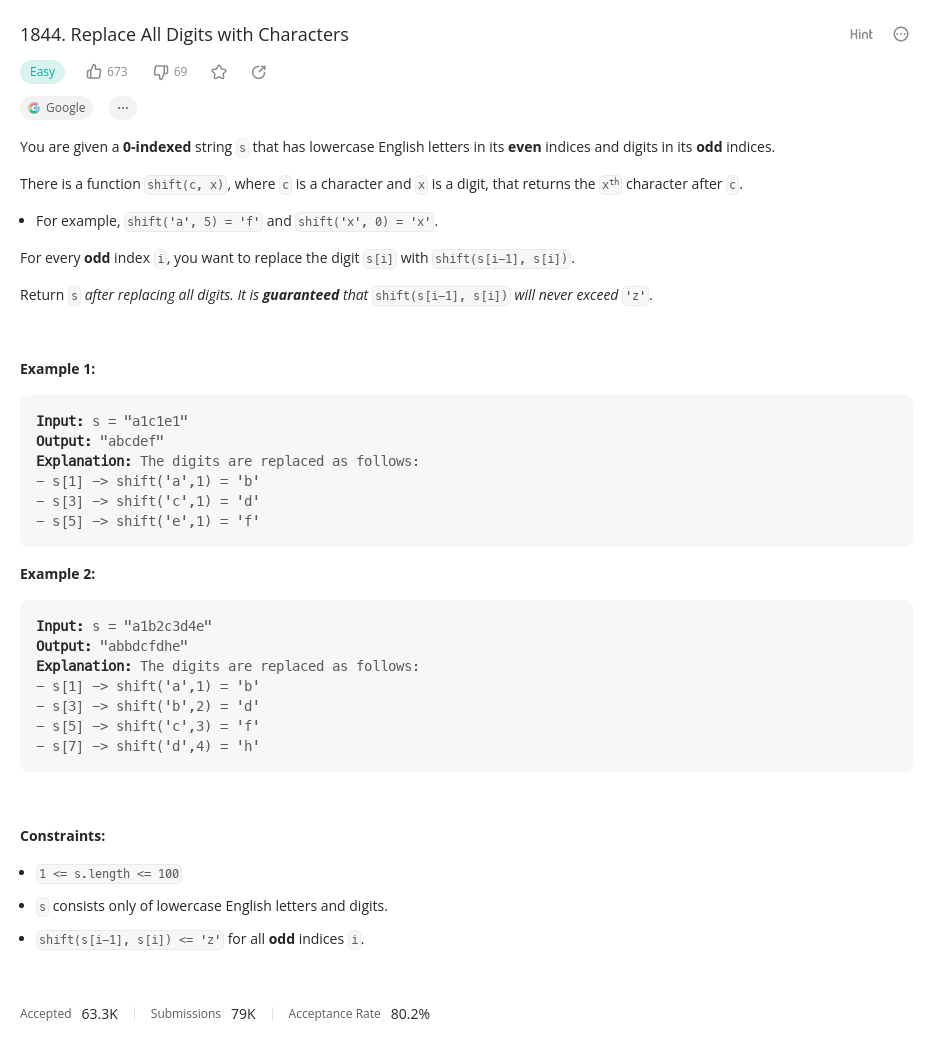 1844. Replace All Digits with Characters
Hint
Easy 673 69
Google ...
You are given a 0-indexed string s that has lowercase English letters in its even indices and digits in its odd indices.
There is a function shift(c, x), where c is a character and x is a digit, that returns the xth character after c.
• For example, shift('a', 5) = 'f' and shift('x', 0) = 'x'.
For every odd index i, you want to replace the digit s[i] with shift(s[i-1], s[i]).
Return s after replacing all digits. It is guaranteed that shift(s[i-1], s[i]) will never exceed 'z'.
Example 1:
Input: s = "a1c1e1"
Output: "abcdef"
Explanation: The digits are replaced as follows:
- s[1] -> shift('a',1) = 'b'
- s[3] -> shift('c',1) = 'd'
- s[5] -> shift('e',1) = 'f'
Example 2:
Input: s = "a1b2c3d4e"
Output: "abbdcfdhe"
Explanation: The digits are replaced as follows:
- s[1] -> shift('a',1) = 'b'
- s[3] -> shift('b',2) = 'd'
- s[5] -> shift('c',3) = 'f'
- s[7] -> shift('d',4) = 'h'
Constraints:
• 1 <= s.length <= 100
• s consists only of lowercase English letters and digits.
• shift(s[i-1], s[i]) <= 'z' for all odd indices i.
Accepted 63.3K Submissions 79K Acceptance Rate 80.2%